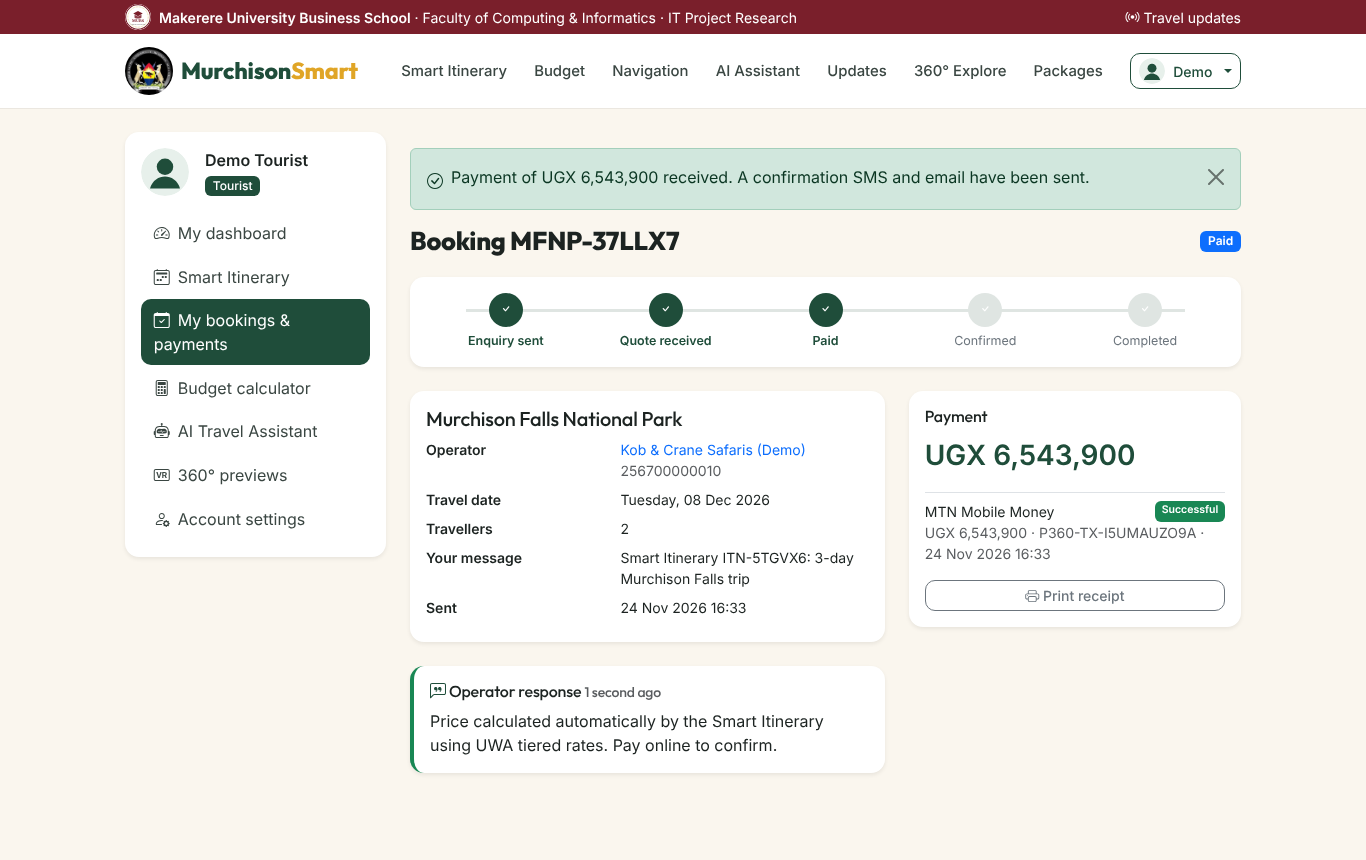 Makerere University Business School · Faculty of Computing & Informatics · IT Project Research
Travel updates
MurchisonSmart
Smart Itinerary
Budget
Navigation
AI Assistant
Updates
360° Explore
Packages
Demo
Demo Tourist
Tourist
My dashboard
Smart Itinerary
My bookings &
payments
Budget calculator
AI Travel Assistant
VR 360° previews
Account settings
Payment of UGX 6,543,900 received. A confirmation SMS and email have been sent.
Booking MFNP-37LLX7
Paid
Enquiry sent
Quote received
Paid
Confirmed
Completed
Murchison Falls National Park
Operator
Kob & Crane Safaris (Demo)
256700000010
Travel date
Tuesday, 08 Dec 2026
Travellers
2
Your message
Smart Itinerary ITN-5TGVX6: 3-day
Murchison Falls trip
Sent
24 Nov 2026 16:33
Operator response 1 second ago
Price calculated automatically by the Smart Itinerary
using UWA tiered rates. Pay online to confirm.
Payment
UGX 6,543,900
MTN Mobile Money
Successful
UGX 6,543,900 · P360-TX-I5UMAUZO9A ·
24 Nov 2026 16:33
Print receipt